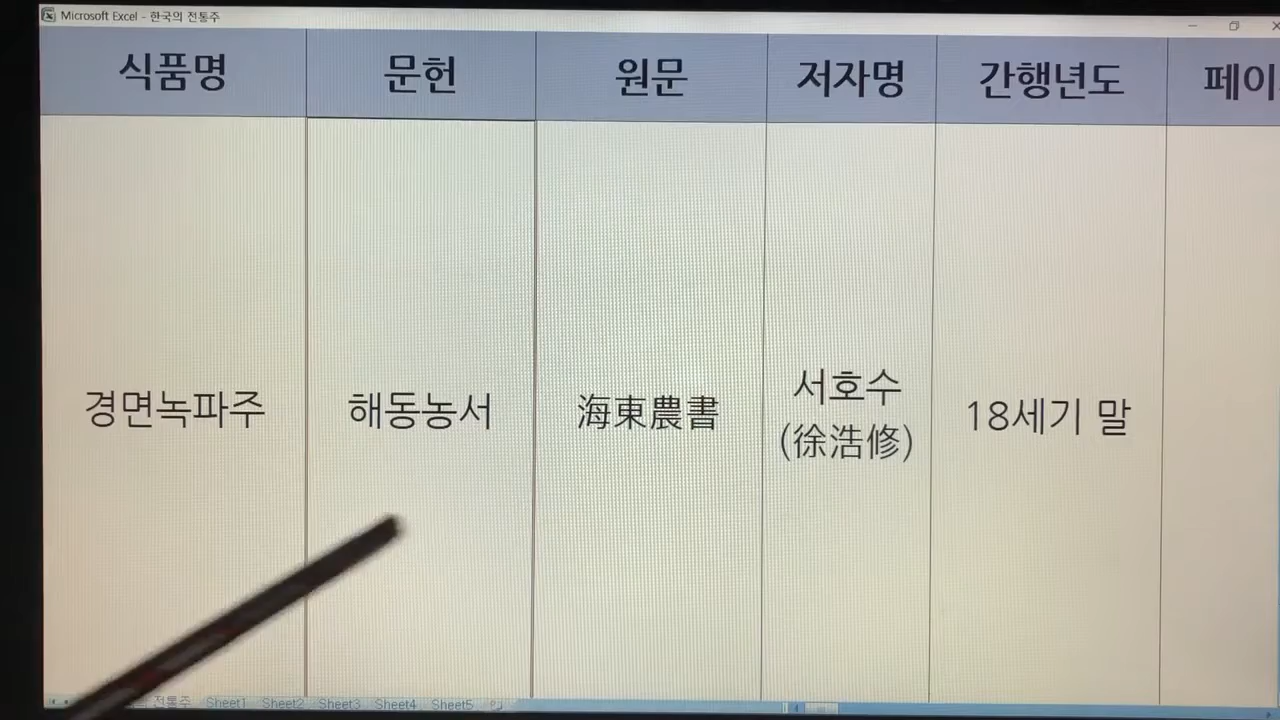 Microsoft Excel - 한국의 전통주
식품명 문헌 원문 저자명 간행년도 페이
경면녹파주 해동농서 海東農書 서호수 (徐浩修) 18세기 말
전통주 Sheet1 Sheet2 Sheet3 Sheet4 Sheet5